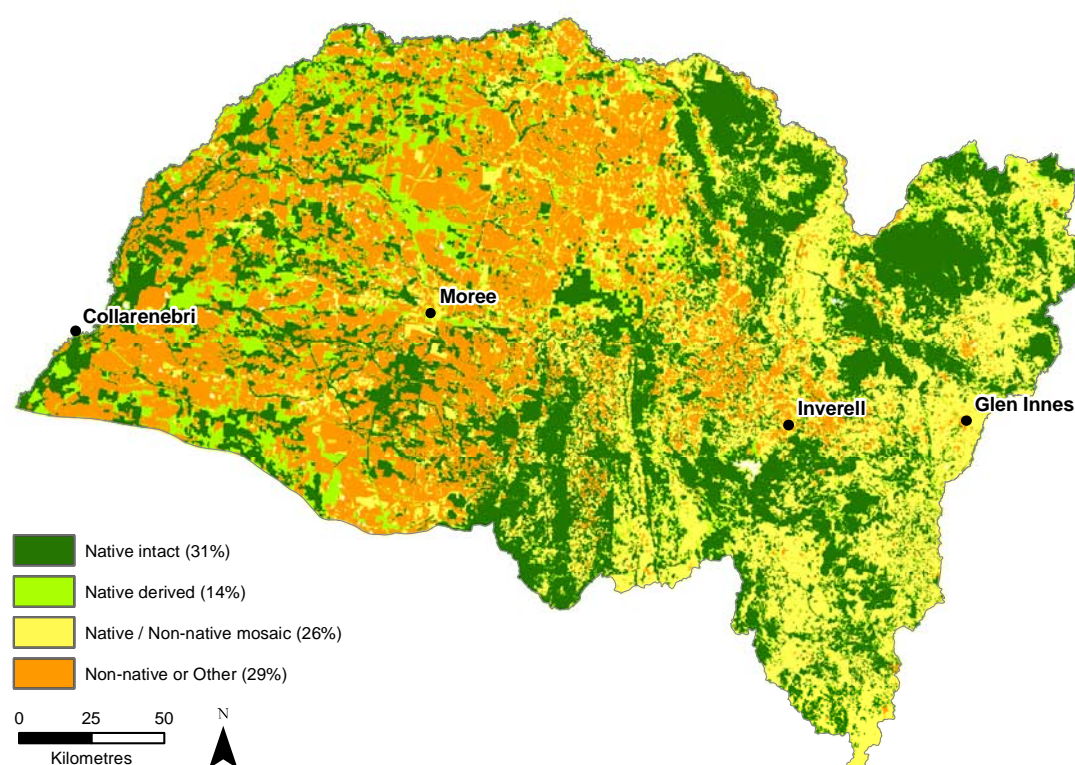 Moree
Collarenebri
Glen Innes
Inverell
Native intact (31%)
Native derived (14%)
Native / Non-native mosaic (26%)
Non-native or Other (29%)
0 25 50
Kilometres
N